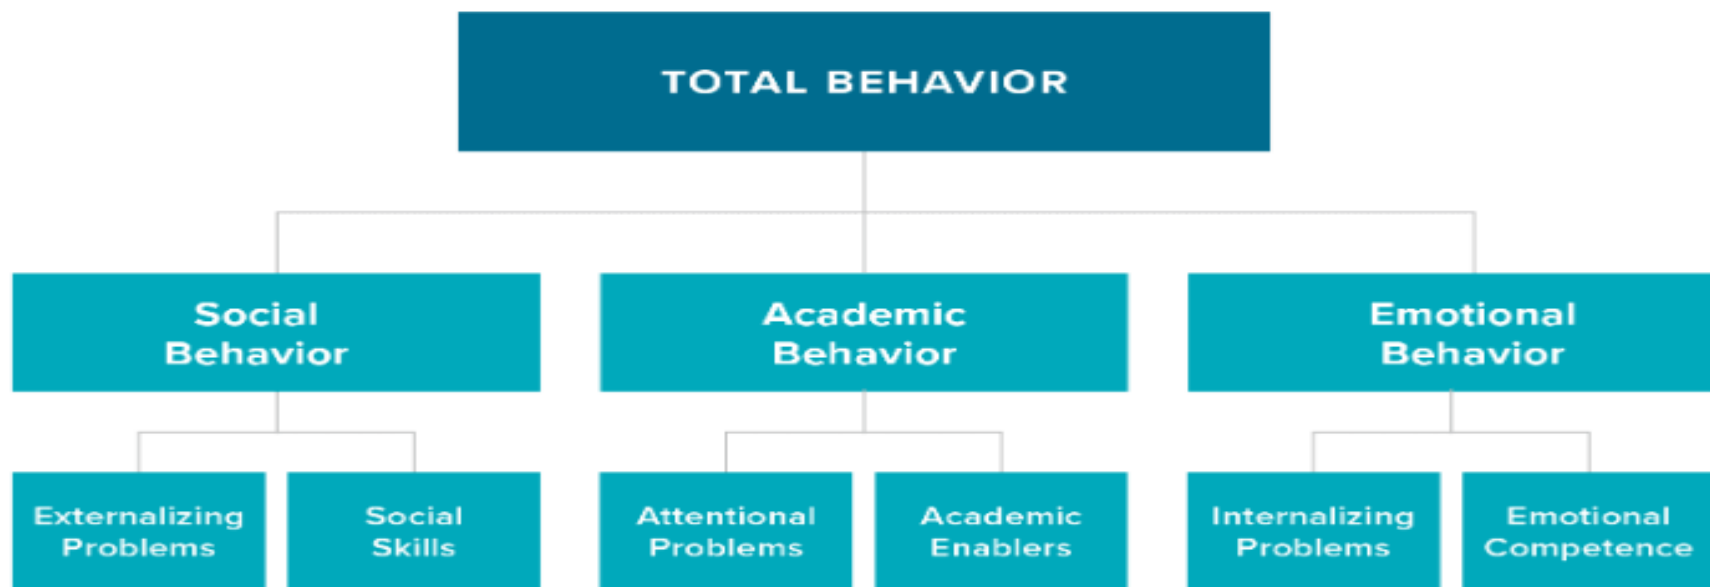 TOTAL BEHAVIOR
Social
Behavior
Academic
Behavior
Emotional
Behavior
Externalizing
Problems
Social
Skills
Attentional
Problems
Academic
Enablers
Internalizing
Problems
Emotional
Competence